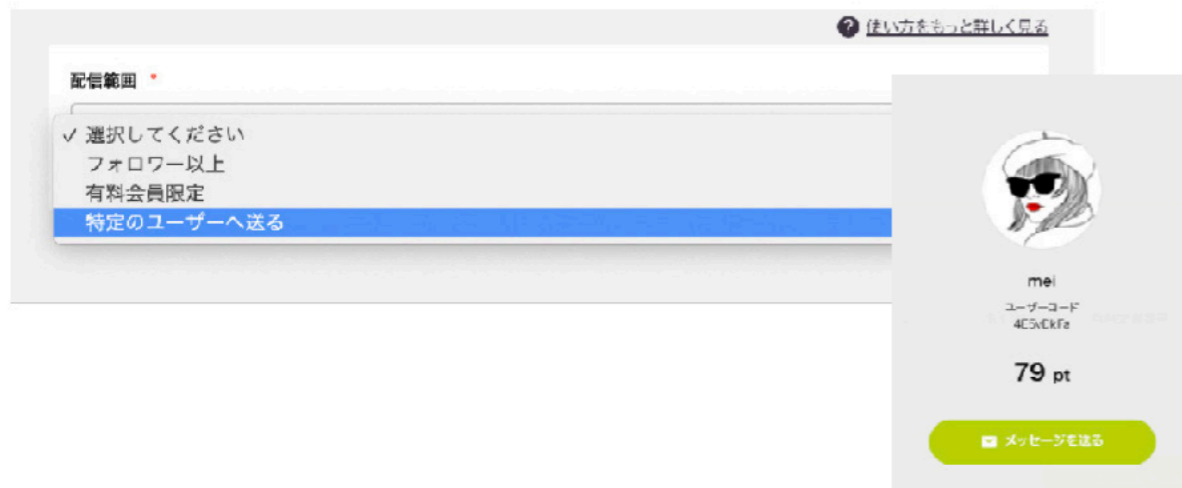 使い方をもっと詳しく見る
配信範囲 *
✓ 選択してください
フォロワー以上
有料会員限定
特定のユーザーへ送る
mei
ユーザーコード
79 pt
メッセージを送る